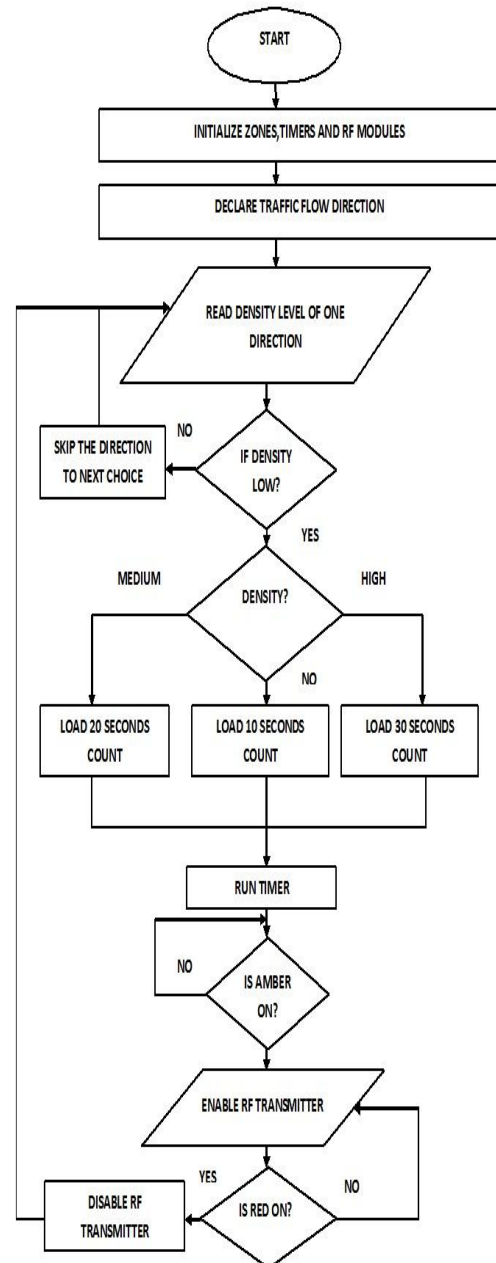 START
INITIALIZE ZONES,TIMERS AND RF MODULES
DECLARE TRAFFIC FLOW DIRECTION
READ DENSITY LEVEL OF ONE
DIRECTION
NO
SKIP THE DIRECTION
TO NEXT CHOICE
IF DENSITY
LOW?
YES
MEDIUM
DENSITY?
HIGH
NO
LOAD 20 SECONDS
COUNT
LOAD 10 SECONDS
COUNT
LOAD 30 SECONDS
COUNT
RUN TIMER
NO
IS AMBER
ON?
ENABLE RF TRANSMITTER
YES
NO
DISABLE RF
TRANSMITTER
IS RED ON?